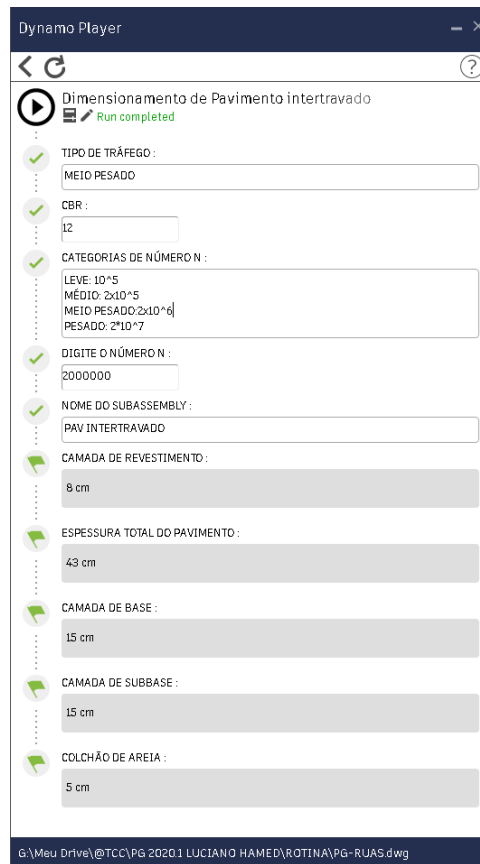 Dynamo Player
Dimensionamento de Pavimento intertravado
Run completed
TIPO DE TRÁFEGO :
MEIO PESADO
CBR :
12
CATEGORIAS DE NÚMERO N :
LEVE: 10^5
MÉDIO: 2x10^5
MEIO PESADO:2x10^6
PESADO: 2*10^7
DIGITE O NÚMERO N :
2000000
NOME DO SUBASSEMBLY :
PAV INTERTRAVADO
CAMADA DE REVESTIMENTO :
8 cm
ESPESSURA TOTAL DO PAVIMENTO :
43 cm
CAMADA DE BASE :
15 cm
CAMADA DE SUBBASE :
15 cm
COLCHÃO DE AREIA :
5 cm
G:\Meu Drive\@TCC\PG 2020.1 LUCIANO HAMED\ROTINA\PG-RUAS.dwg